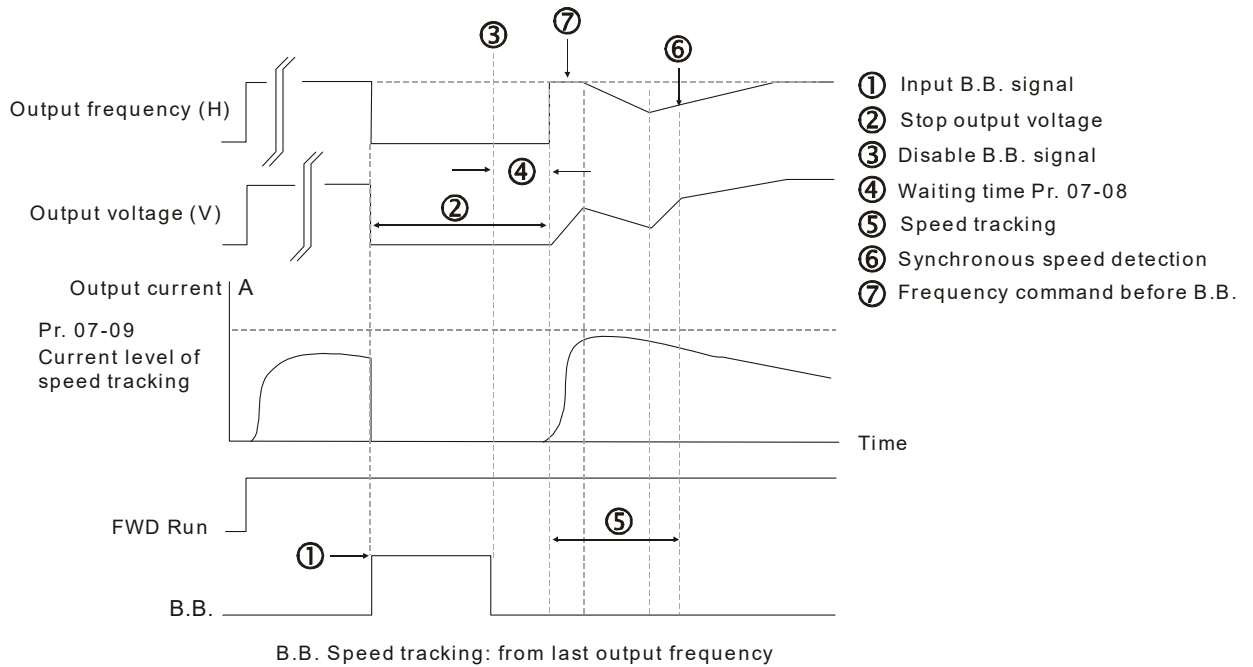 ⑦
③
⑥
Output frequency (H)
④
Output voltage (V)
②
① Input B.B. signal
② Stop output voltage
③ Disable B.B. signal
④ Waiting time Pr. 07-08
⑤ Speed tracking
⑥ Synchronous speed detection
⑦ Frequency command before B.B.
Output current A
Pr. 07-09
Current level of
speed tracking
Time
FWD Run
⑤
①
B.B.
B.B. Speed tracking: from last output frequency